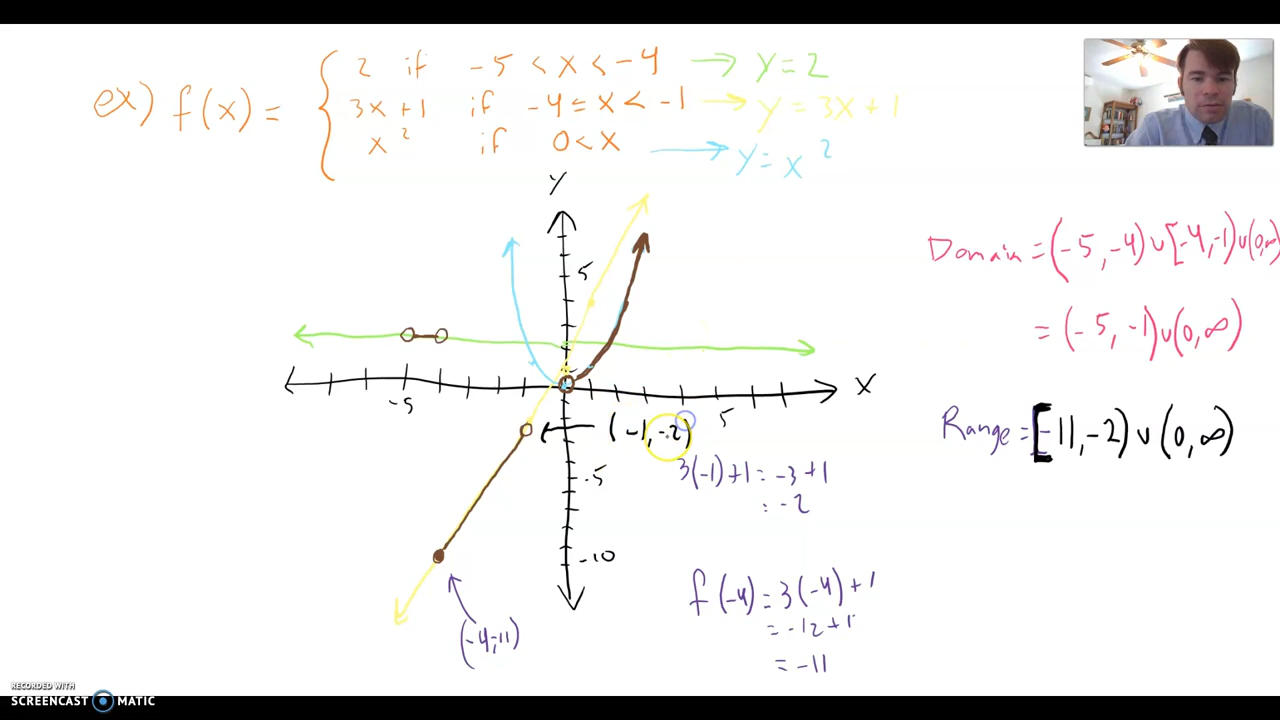 ex) f(x) = { 2 if -5 < x < -4 → y = 2
3x + 1 if -4 ≤ x < -1 → y = 3x + 1
x² if 0 < x → y = x²
y
5
x
-5
5
-5
-10
(-1, -2)
3(-1) + 1 = -3 + 1
= -2
(-4, -11)
f(-4) = 3(-4) + 1
= -12 + 1
= -11
Domain = (-5, -4) ∪ [-4, -1) ∪ (0, ∞)
= (-5, -1) ∪ (0, ∞)
Range = [-11, -2) ∪ (0, ∞)
RECORDED WITH
SCREENCAST MATIC